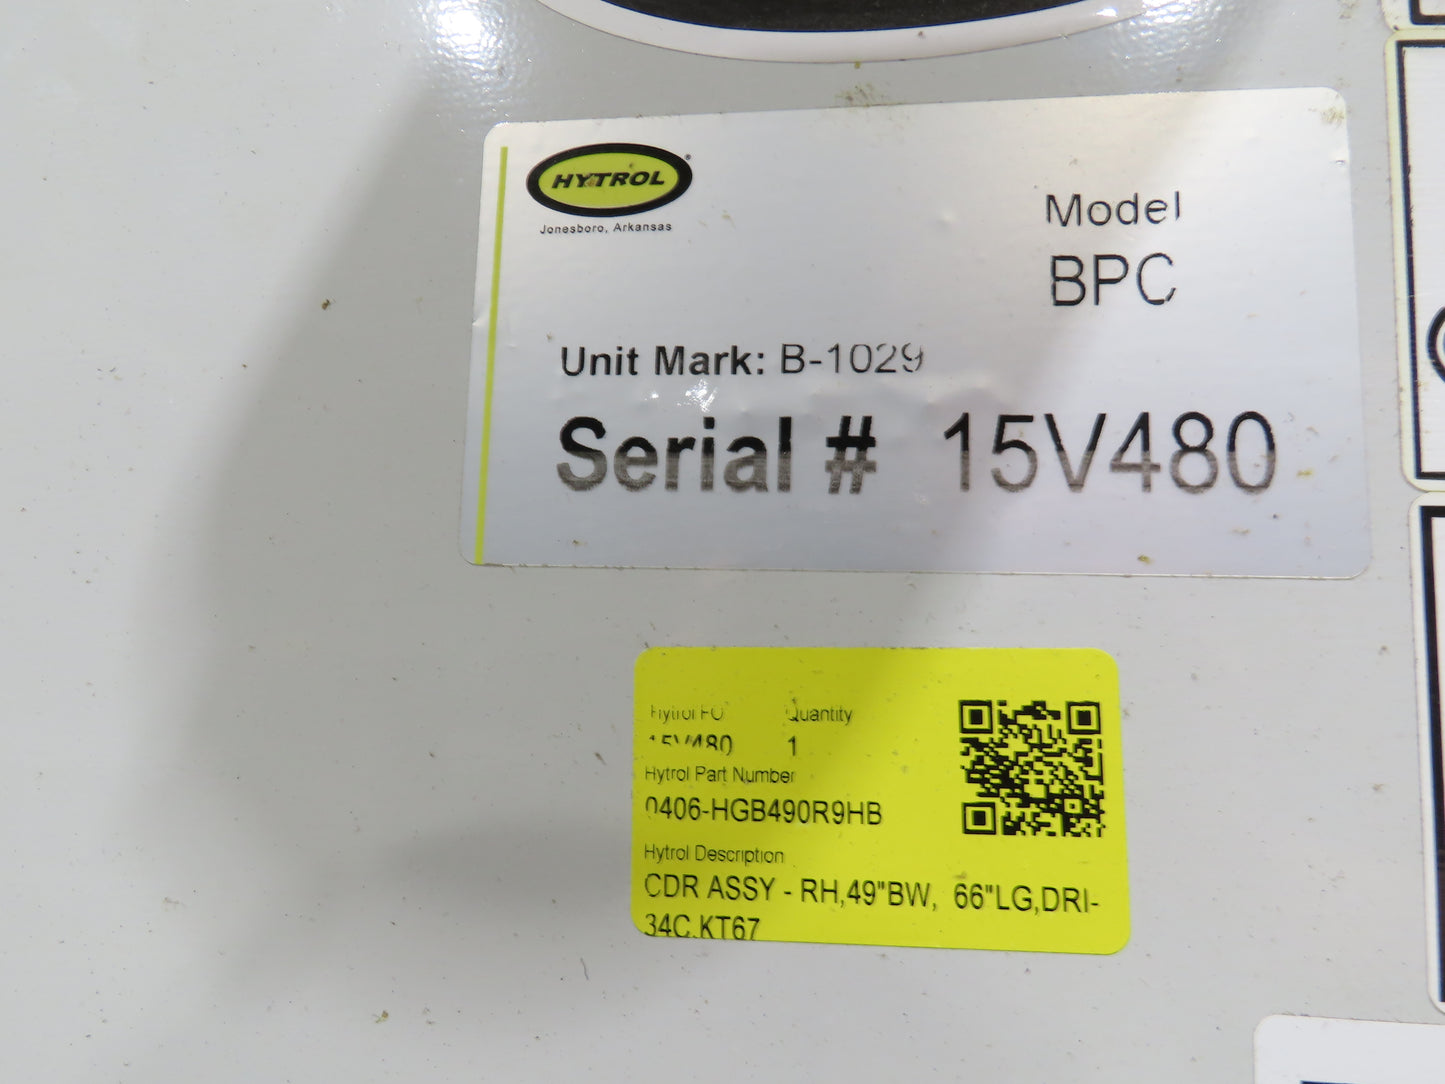 HYTROL
Jonesboro, Arkansas
Model
BPC
Unit Mark: B-1029
Serial # 15V480
Hytrol FO Quantity
15V480 1
Hytrol Part Number
0406-HGB490R9HB
Hytrol Description
CDR ASSY - RH,49"BW, 66"LG,DRI-
34C,KT67